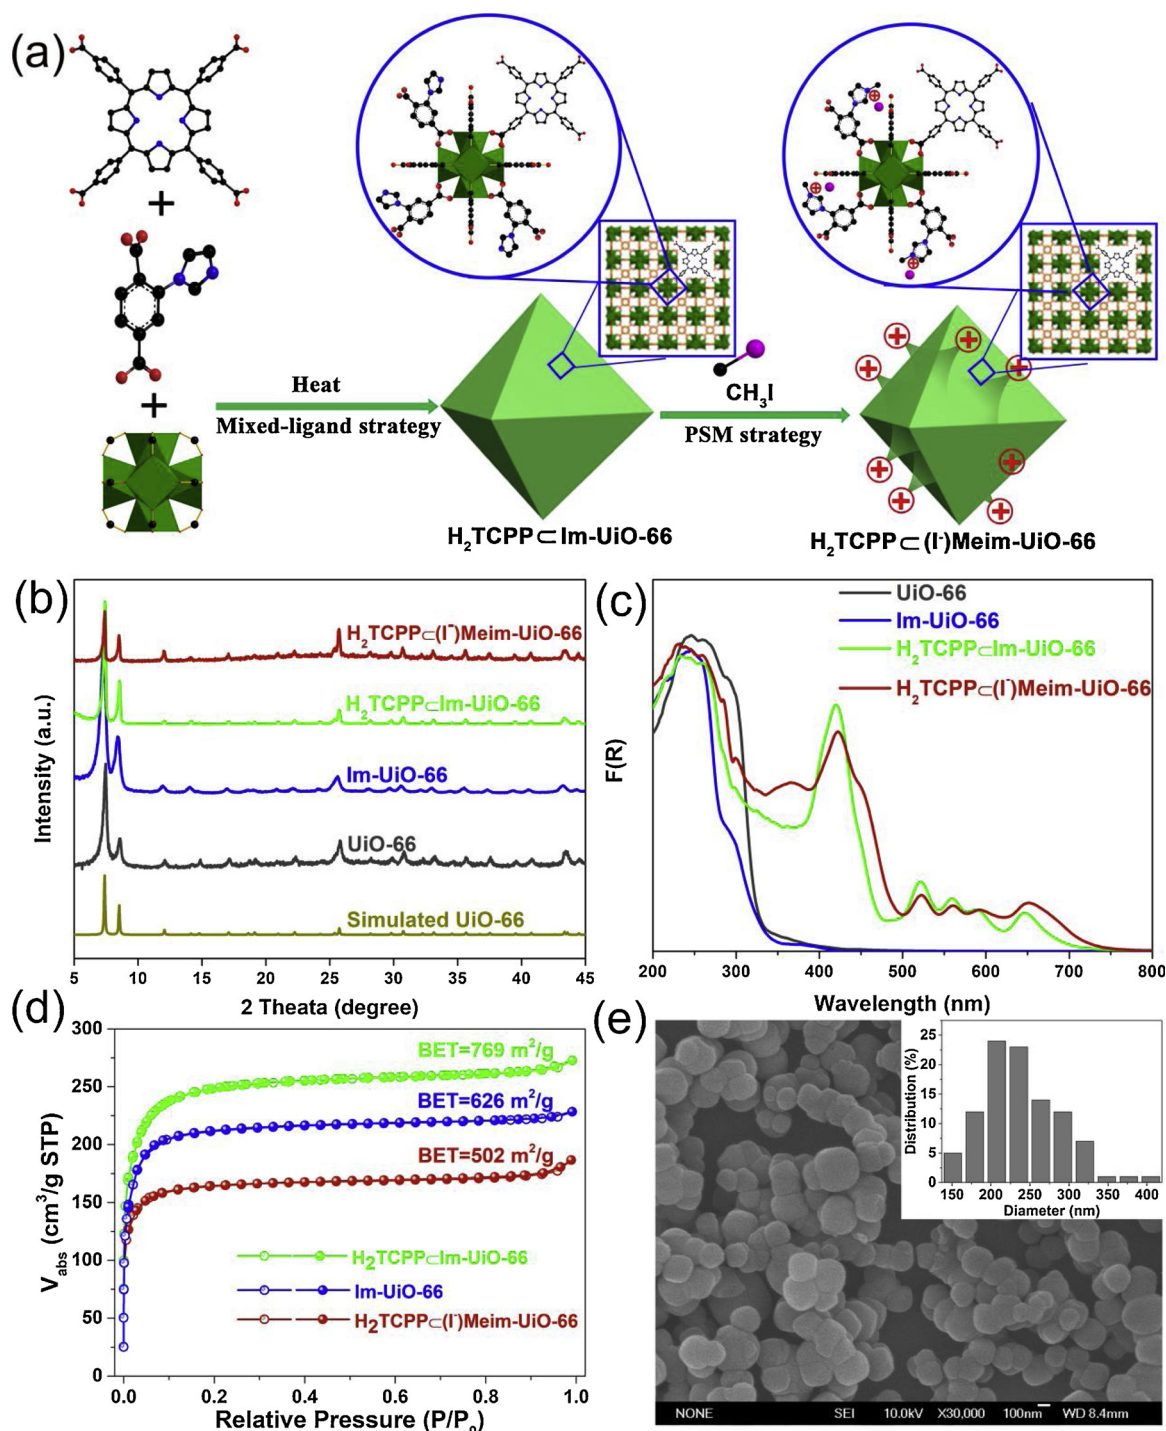 (a)
+
+
Heat
Mixed-ligand strategy
CH₃I
PSM strategy
H₂TCPP⊂Im-UiO-66
H₂TCPP⊂(I⁻)Meim-UiO-66
(b)
H₂TCPP⊂(I⁻)Meim-UiO-66
H₂TCPP⊂Im-UiO-66
Im-UiO-66
UiO-66
Simulated UiO-66
Intensity (a.u.)
5 10 15 20 25 30 35 40 45
2 Theata (degree)
(c)
UiO-66
Im-UiO-66
H₂TCPP⊂Im-UiO-66
H₂TCPP⊂(I⁻)Meim-UiO-66
F(R)
200 300 400 500 600 700 800
Wavelength (nm)
(d)
300
250
200
150
100
50
0
V_abs (cm³/g STP)
BET=769 m²/g
BET=626 m²/g
BET=502 m²/g
H₂TCPP⊂Im-UiO-66
Im-UiO-66
H₂TCPP⊂(I⁻)Meim-UiO-66
0.0 0.2 0.4 0.6 0.8 1.0
Relative Pressure (P/P₀)
(e)
25
20
15
10
5
0
Distribution (%)
150 200 250 300 350 400
Diameter (nm)
NONE SEI 10.0kV X30,000 100nm WD 8.4mm